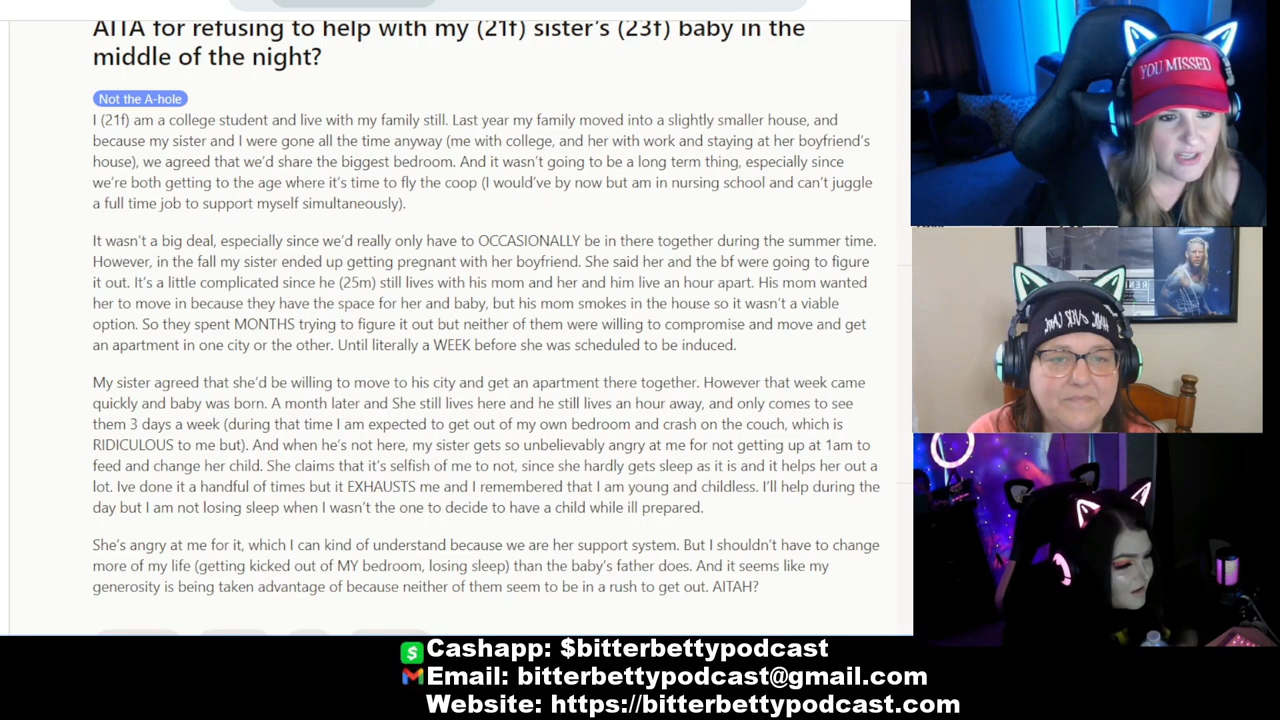 AITA for refusing to help with my (21f) sister's (23f) baby in the
middle of the night?
Not the A-hole
I (21f) am a college student and live with my family still. Last year my family moved into a slightly smaller house, and
because my sister and I were gone all the time anyway (me with college, and her with work and staying at her boyfriend's
house), we agreed that we'd share the biggest bedroom. And it wasn't going to be a long term thing, especially since
we're both getting to the age where it's time to fly the coop (I would've by now but am in nursing school and can't juggle
a full time job to support myself simultaneously).
It wasn't a big deal, especially since we'd really only have to OCCASIONALLY be in there together during the summer time.
However, in the fall my sister ended up getting pregnant with her boyfriend. She said her and the bf were going to figure
it out. It's a little complicated since he (25m) still lives with his mom and her and him live an hour apart. His mom wanted
her to move in because they have the space for her and baby, but his mom smokes in the house so it wasn't a viable
option. So they spent MONTHS trying to figure it out but neither of them were willing to compromise and move and get
an apartment in one city or the other. Until literally a WEEK before she was scheduled to be induced.
My sister agreed that she'd be willing to move to his city and get an apartment there together. However that week came
quickly and baby was born. A month later and She still lives here and he still lives an hour away, and only comes to see
them 3 days a week (during that time I am expected to get out of my own bedroom and crash on the couch, which is
RIDICULOUS to me but). And when he's not here, my sister gets so unbelievably angry at me for not getting up at 1am to
feed and change her child. She claims that it's selfish of me to not, since she hardly gets sleep as it is and it helps her out a
lot. Ive done it a handful of times but it EXHAUSTS me and I remembered that I am young and childless. I'll help during the
day but I am not losing sleep when I wasn't the one to decide to have a child while ill prepared.
She's angry at me for it, which I can kind of understand because we are her support system. But I shouldn't have to change
more of my life (getting kicked out of MY bedroom, losing sleep) than the baby's father does. And it seems like my
generosity is being taken advantage of because neither of them seem to be in a rush to get out. AITAH?
YOU MISSED
Cashapp: $bitterbettypodcast
Email: bitterbettypodcast@gmail.com
Website: https://bitterbettypodcast.com